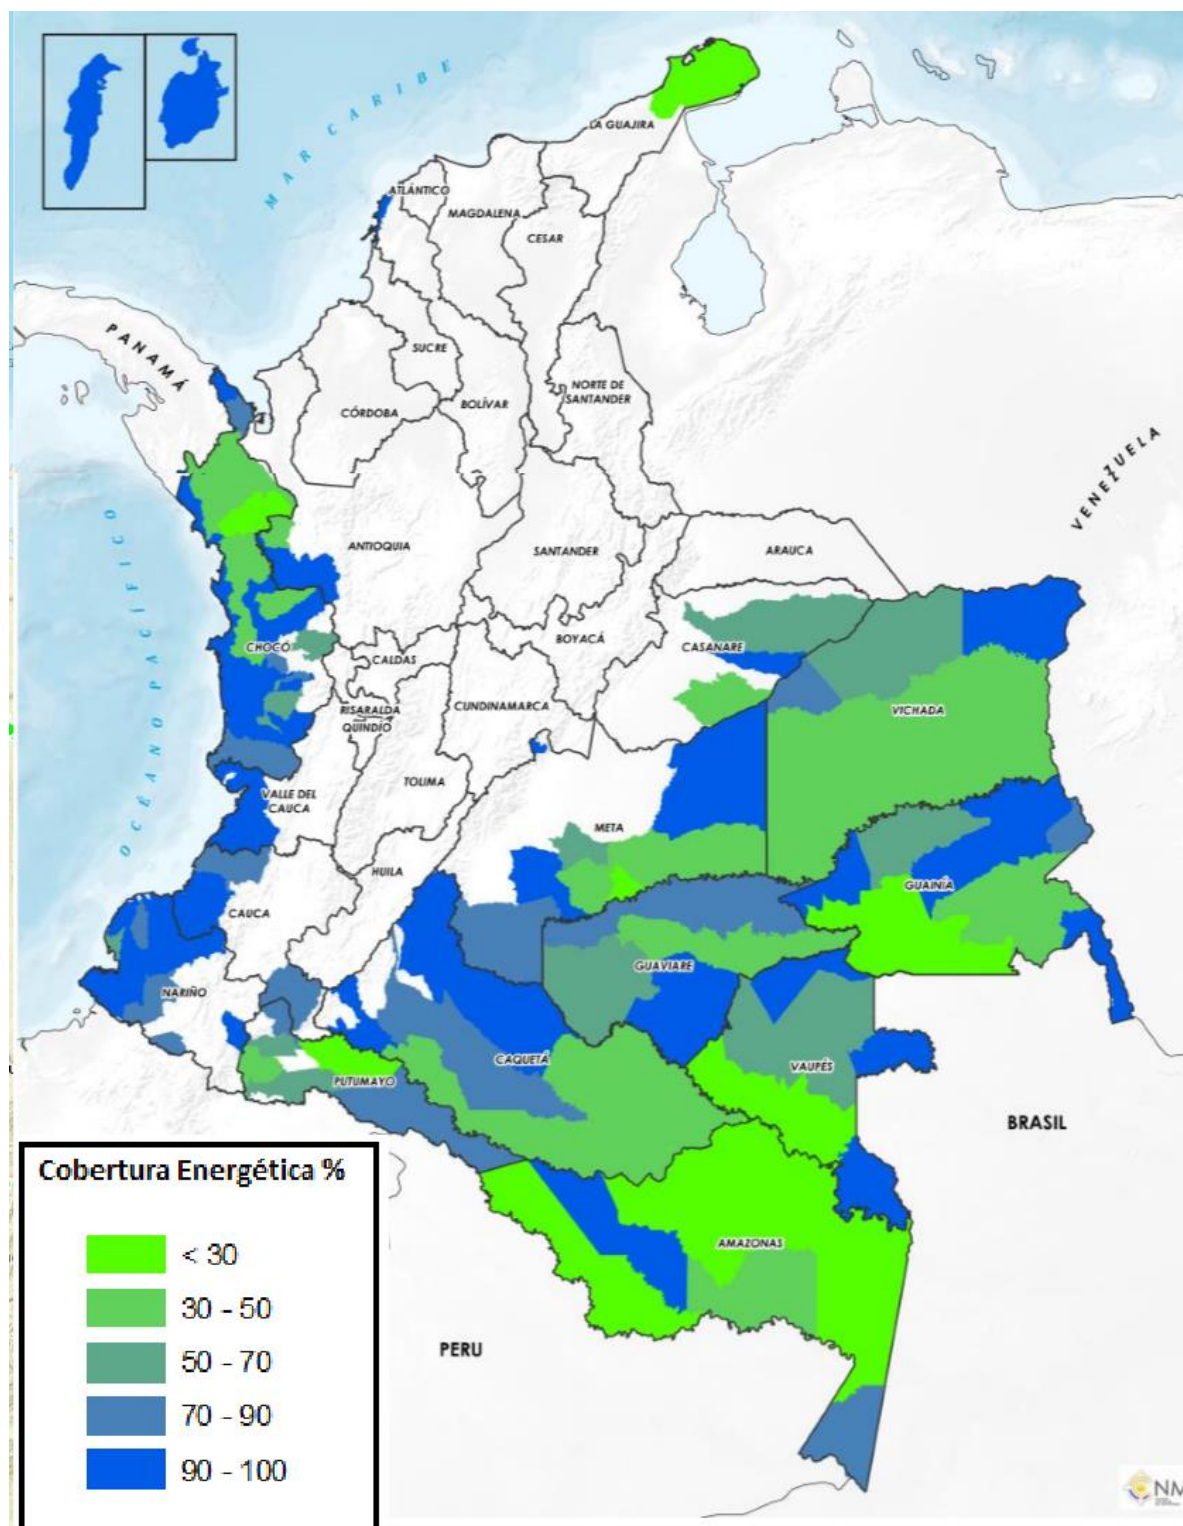 MAR CARIBE
LA GUAJIRA
ATLÁNTICO
MAGDALENA
CESAR
PANAMÁ
SUCRE
NORTE DE
SANTANDER
CÓRDOBA
BOLÍVAR
VENEZUELA
OCÉANO PACÍFICO
ANTIOQUIA
SANTANDER
ARAUCA
BOYACÁ
CHOCÓ
CASANARE
CALDAS
RISARALDA
CUNDINAMARCA
VICHADA
QUINDÍO
TOLIMA
VALLE DEL
CAUCA
META
HUILA
GUAINÍA
CAUCA
GUAVIARE
NARIÑO
CAQUETÁ
VAUPÉS
PUTUMAYO
BRASIL
AMAZONAS
PERU
Cobertura Energética %
< 30
30 - 50
50 - 70
70 - 90
90 - 100